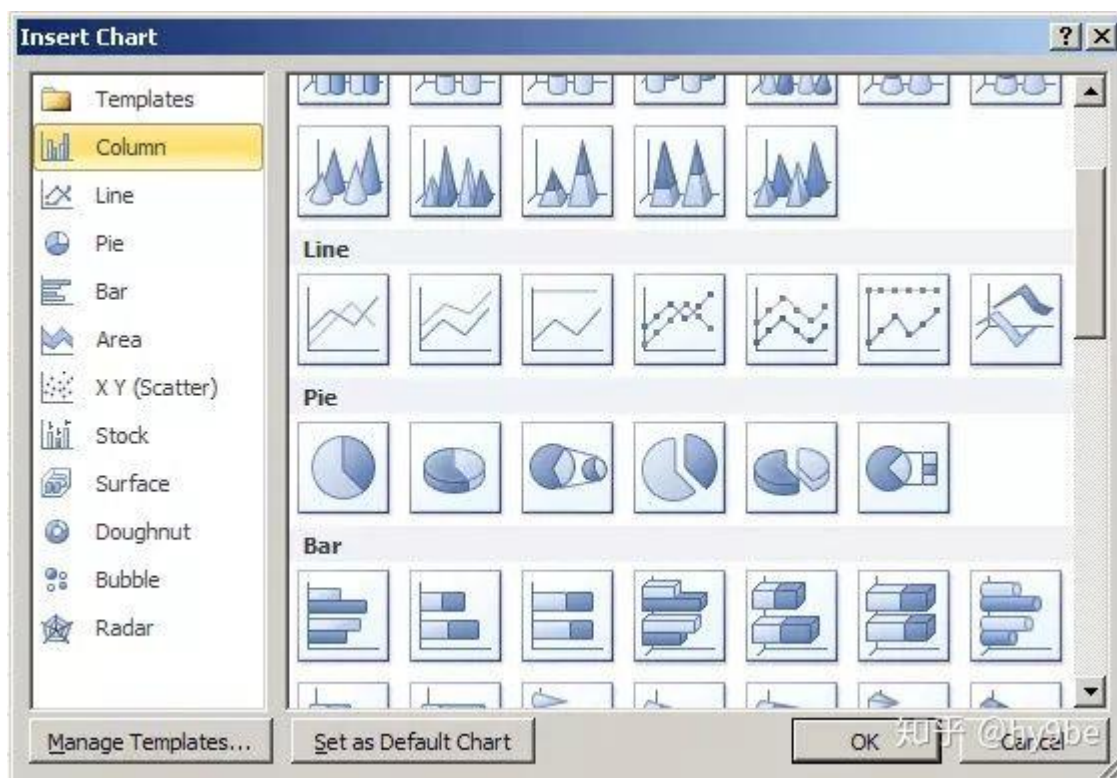 Insert Chart
Templates
Column
Line
Pie
Bar
Area
X Y (Scatter)
Stock
Surface
Doughnut
Bubble
Radar
Line
Pie
Bar
Manage Templates...
Set as Default Chart
OK
Cancel
知乎 @hy9be